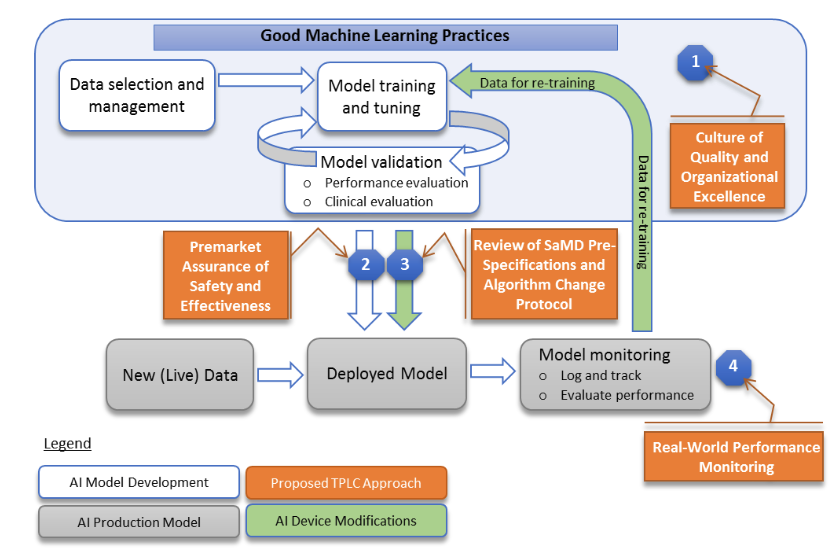 Good Machine Learning Practices
Data selection and
management
Model training
and tuning
Data for re-training
1
Culture of
Quality and
Organizational
Excellence
Model validation
o Performance evaluation
o Clinical evaluation
Data for re-training
Premarket
Assurance of
Safety and
Effectiveness
2
3
Review of SaMD Pre-
Specifications and
Algorithm Change
Protocol
New (Live) Data
Deployed Model
Model monitoring
o Log and track
o Evaluate performance
4
Real-World Performance
Monitoring
Legend
AI Model Development
Proposed TPLC Approach
AI Production Model
AI Device Modifications